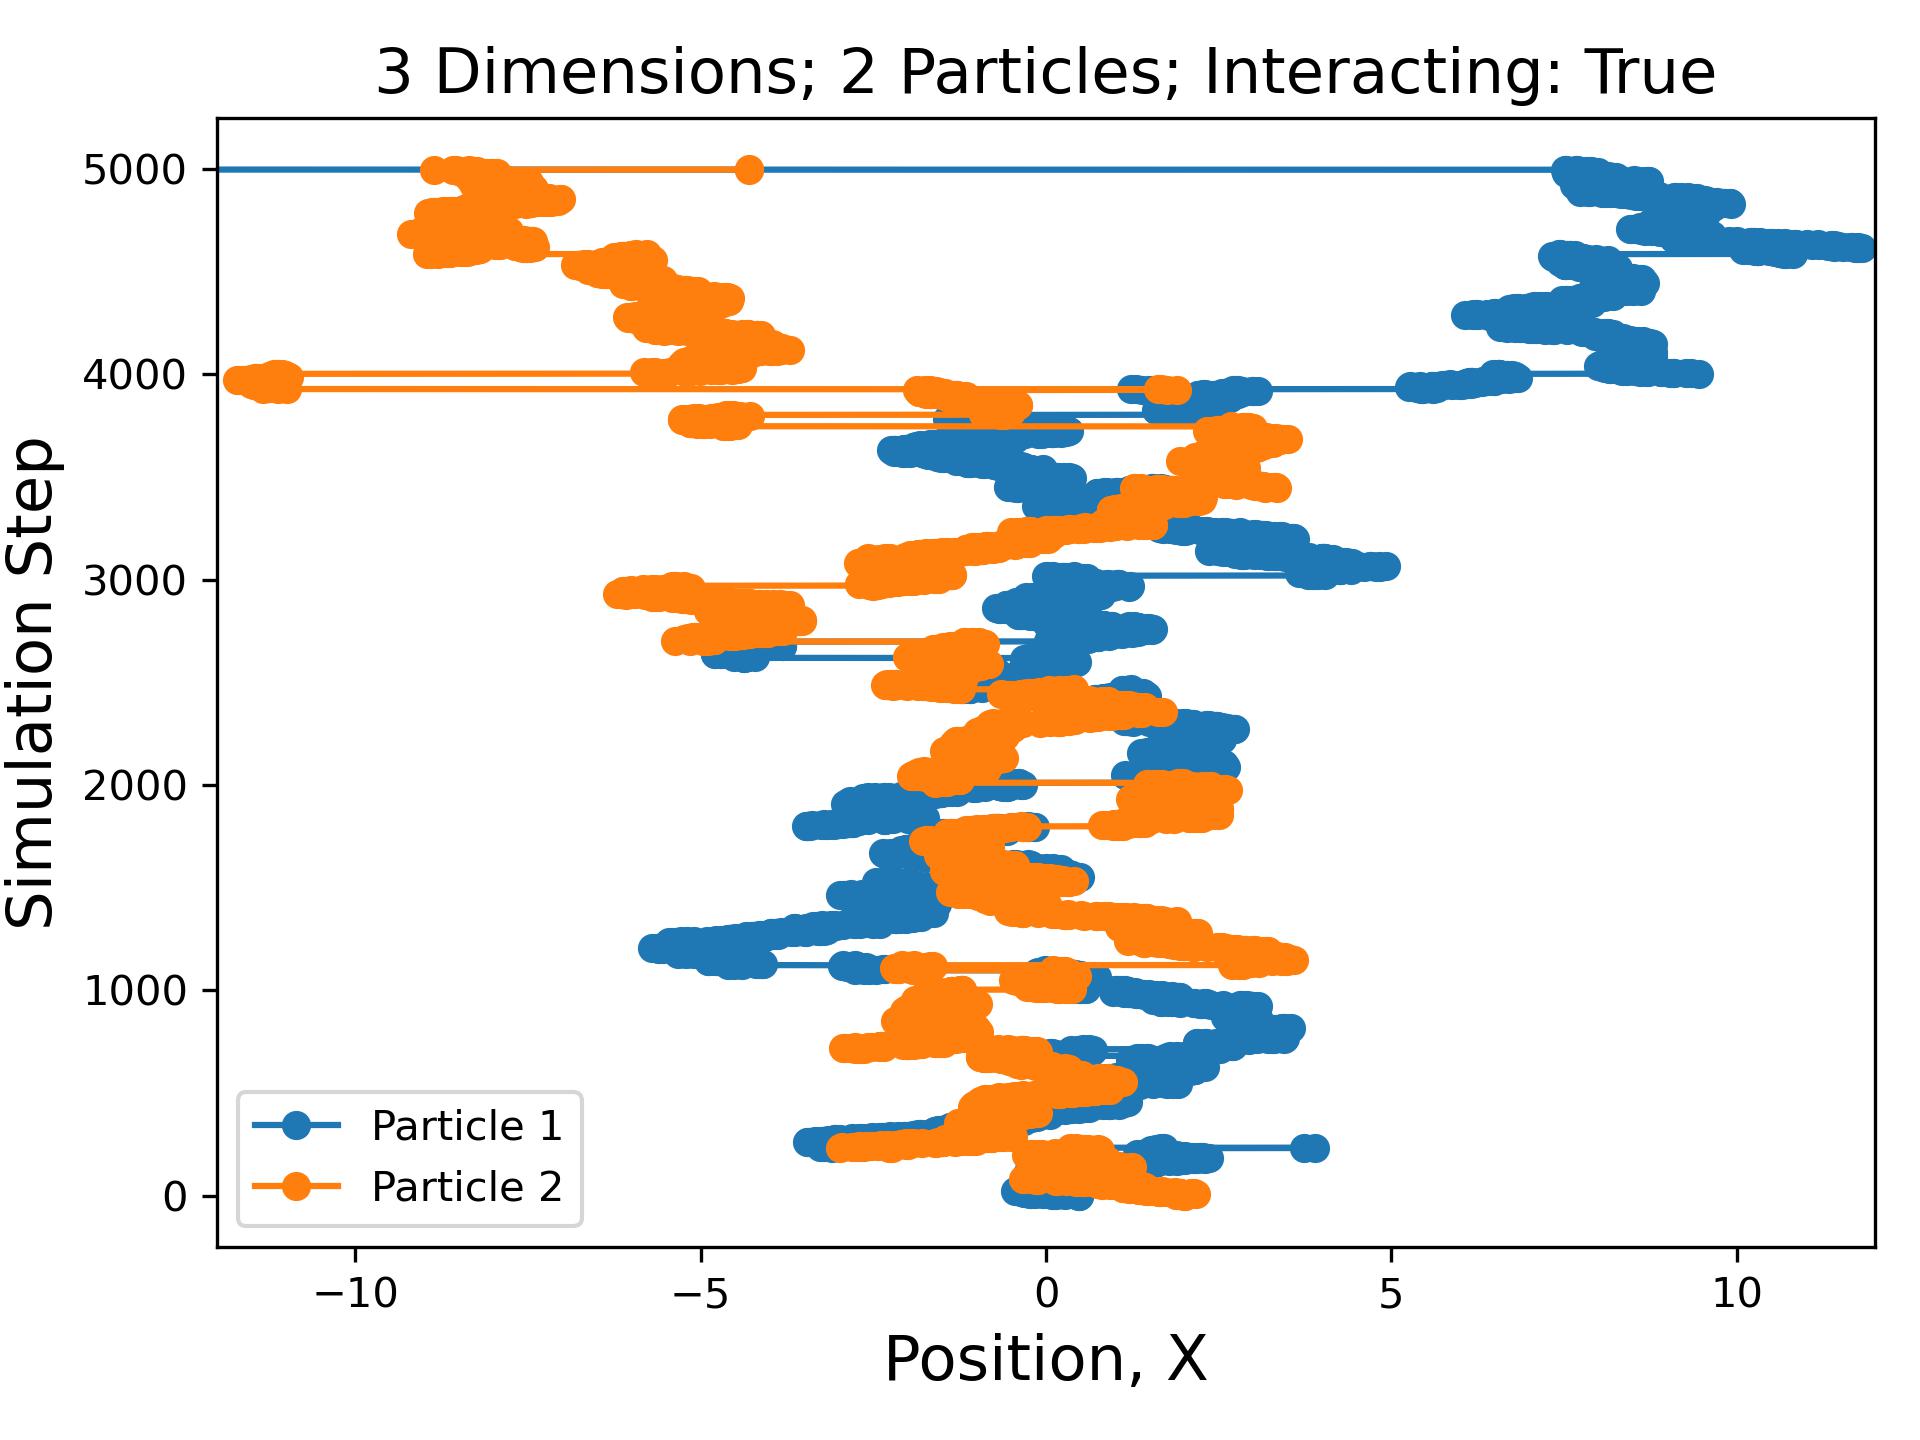 3 Dimensions; 2 Particles; Interacting: True
Simulation Step
5000
4000
3000
2000
1000
0
Particle 1
Particle 2
−10
−5
0
5
10
Position, X